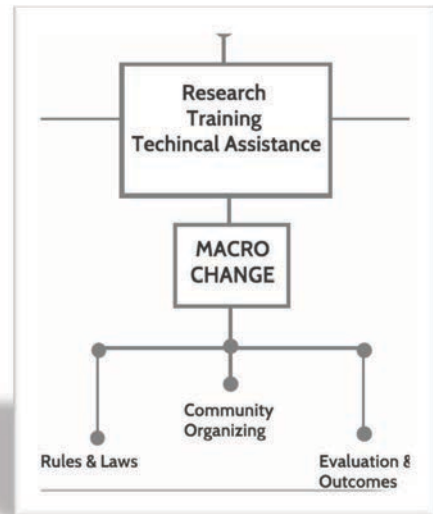 Research
Training
Techincal Assistance
MACRO
CHANGE
Community
Organizing
Rules & Laws
Evaluation &
Outcomes